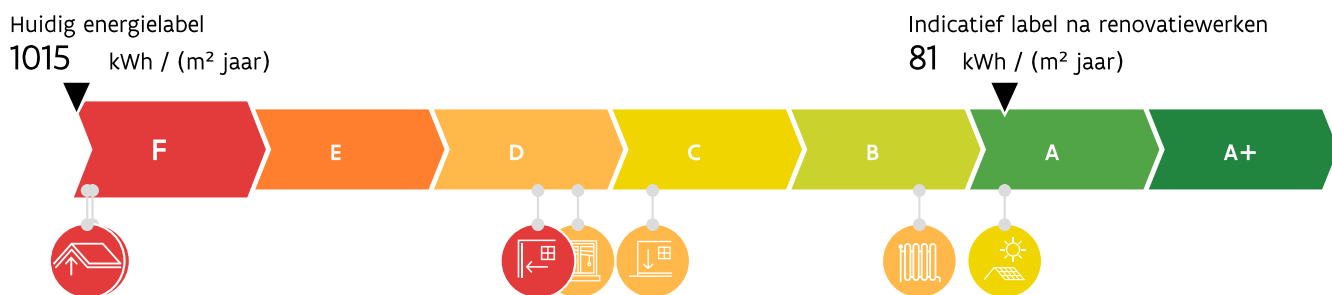 Huidig energielabel
1015 kWh / (m² jaar)
Indicatief label na renovatiewerken
81 kWh / (m² jaar)
F E D C B A A+